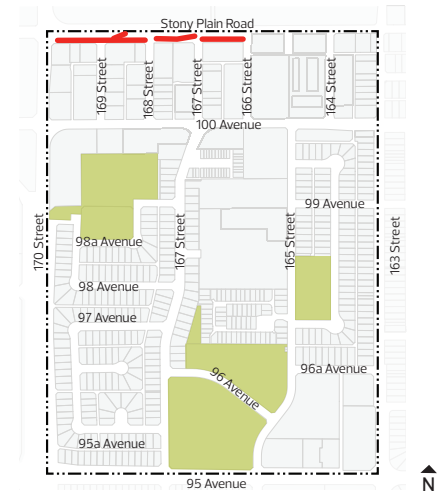 Stony Plain Road
169 Street
168 Street
167 Street
166 Street
164 Street
100 Avenue
99 Avenue
170 Street
98a Avenue
167 Street
165 Street
163 Street
98 Avenue
97 Avenue
96 Avenue
96a Avenue
95a Avenue
95 Avenue
N